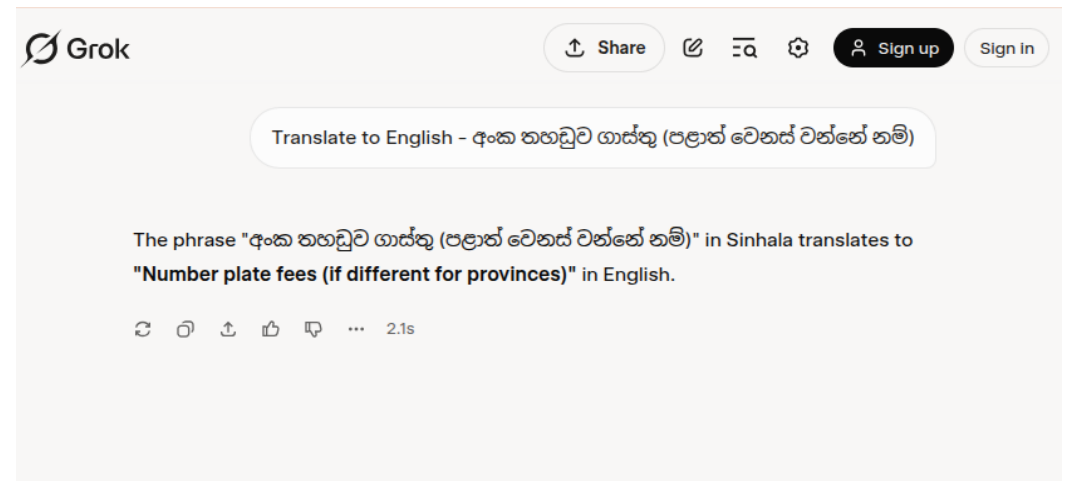 Grok
Share
Sign up
Sign in
Translate to English - අංක තහඩුව ගාස්තු (පළාත් වෙනස් වන්නේ නම්)
The phrase "අංක තහඩුව ගාස්තු (පළාත් වෙනස් වන්නේ නම්)" in Sinhala translates to
"Number plate fees (if different for provinces)" in English.
2.1s